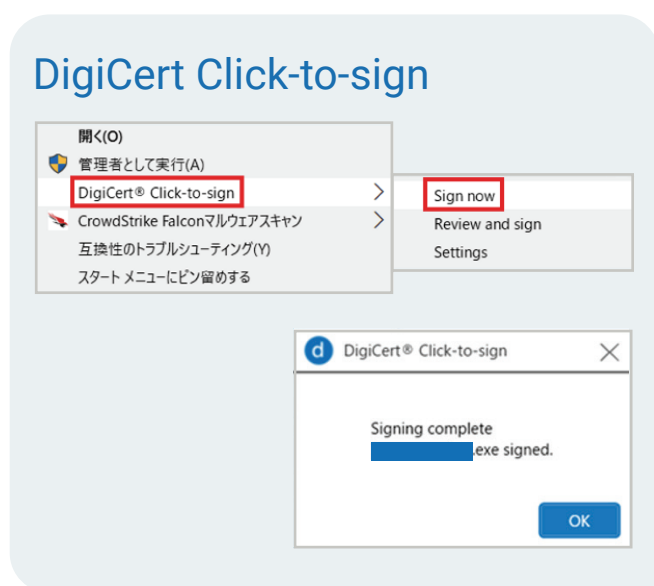 DigiCert Click-to-sign
開く(O)
管理者として実行(A)
DigiCert® Click-to-sign
CrowdStrike Falconマルウェアスキャン
互換性のトラブルシューティング(Y)
スタート メニューにピン留めする
Sign now
Review and sign
Settings
d DigiCert® Click-to-sign
Signing complete
.exe signed.
OK